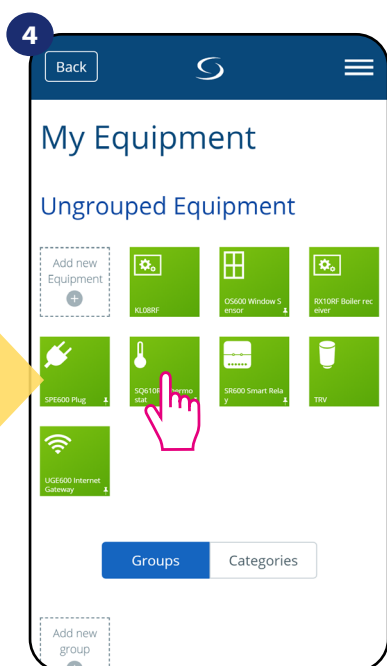 4
Back
My Equipment
Ungrouped Equipment
Add new
Equipment
KL08RF
OS600 Window S
ensor
RX10RF Boiler rec
eiver
SPE600 Plug
stat
SR600 Smart Rela
y
TRV
UGE600 Internet
Gateway
Groups
Categories
Add new
group